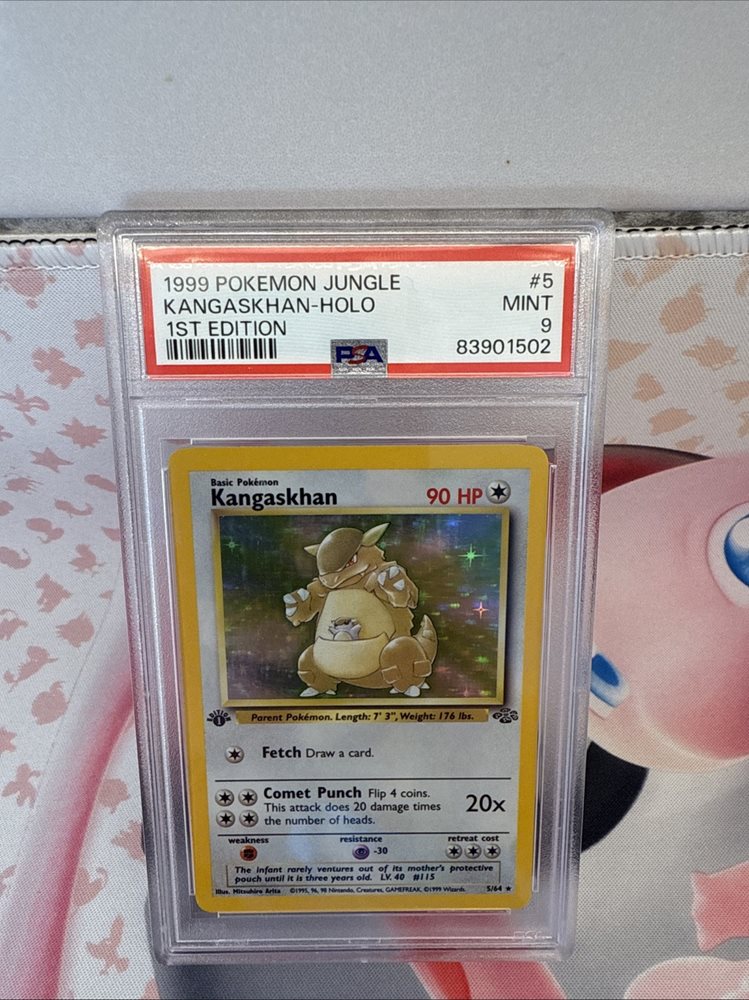 1999 POKEMON JUNGLE #5
KANGASKHAN-HOLO MINT
1ST EDITION 9
PSA 83901502
Basic Pokémon
Kangaskhan 90 HP
EDITION
1
Parent Pokémon. Length: 7' 3", Weight: 176 lbs.
Fetch Draw a card.
Comet Punch Flip 4 coins.
This attack does 20 damage times 20x
the number of heads.
weakness resistance retreat cost
-30
The infant rarely ventures out of its mother's protective
pouch until it is three years old. LV. 40 #115
Illus. Mitsuhiro Arita ©1995, 96, 98 Nintendo, Creatures, GAMEFREAK. ©1999 Wizards. 5/64 ★